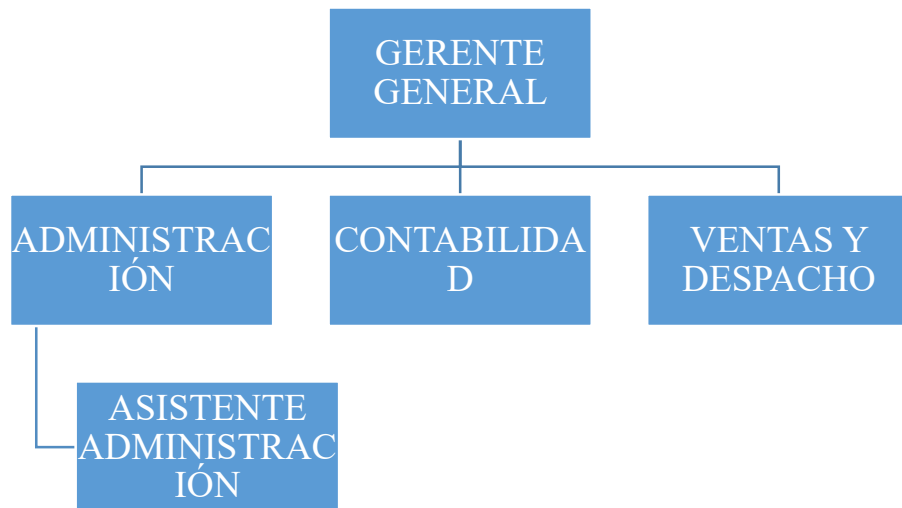 GERENTE
GENERAL
ADMINISTRAC
IÓN
CONTABILIDA
D
VENTAS Y
DESPACHO
ASISTENTE
ADMINISTRAC
IÓN